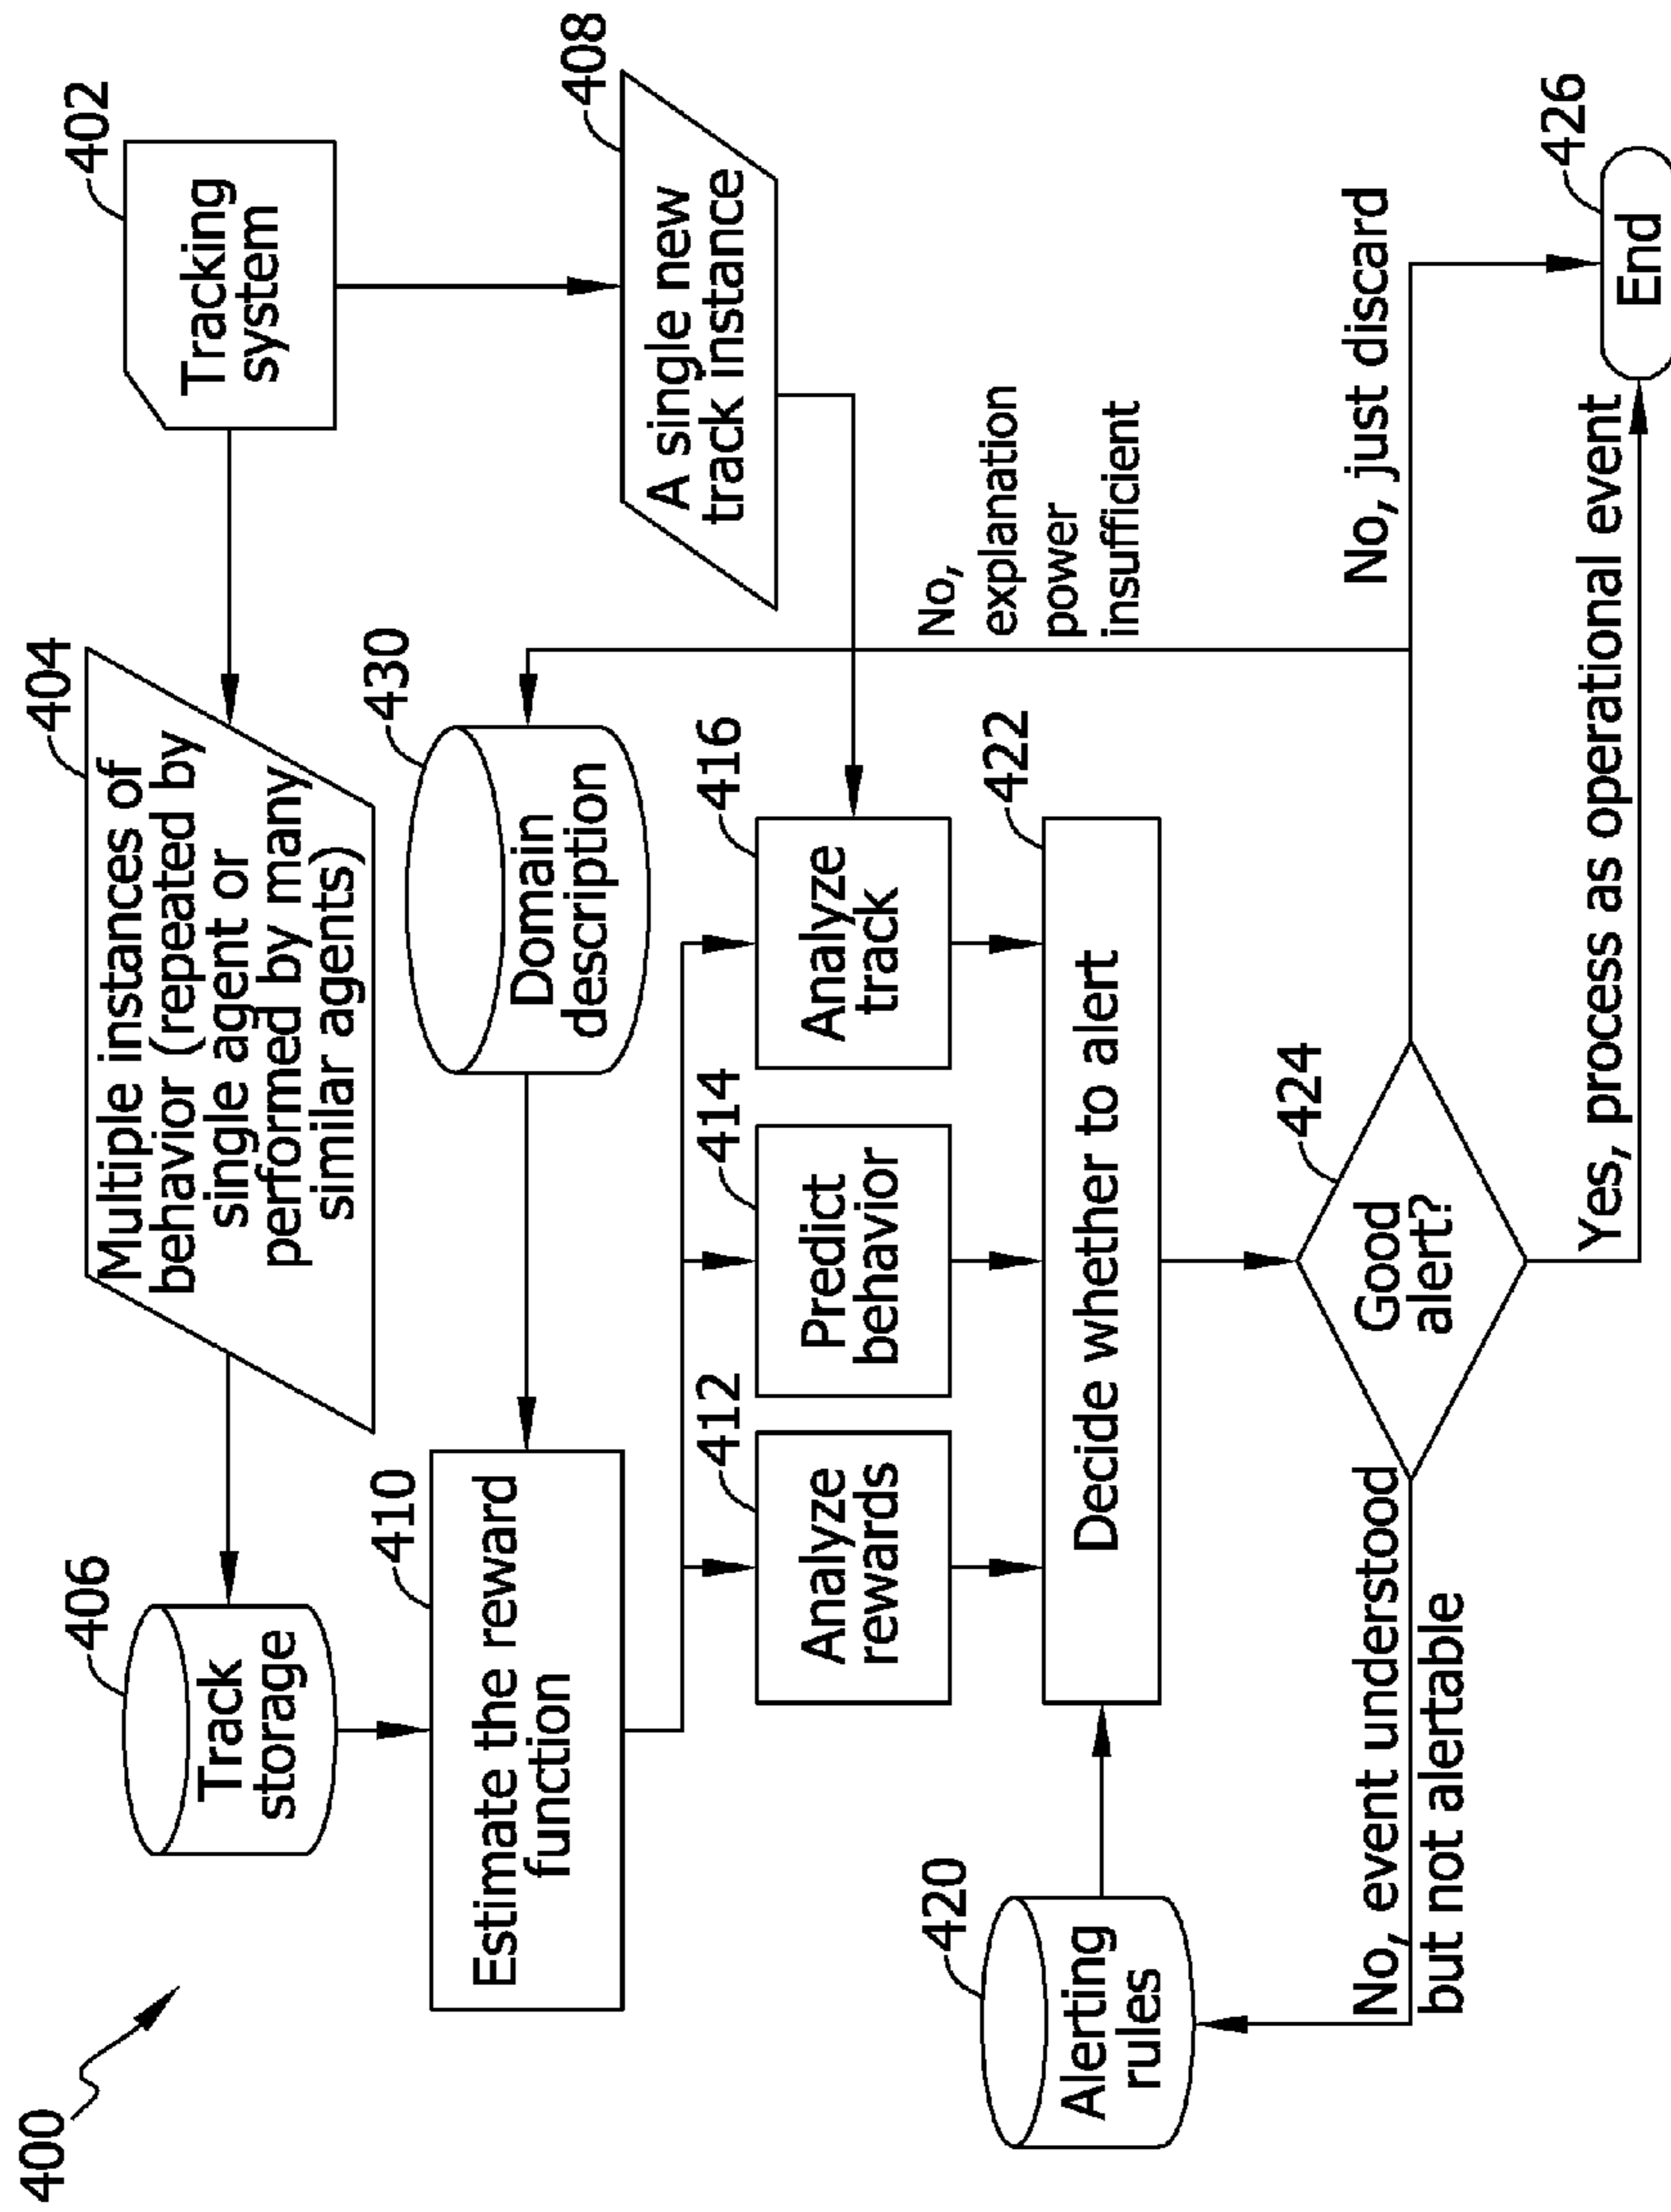 400
406
Track
storage
404
Multiple instances of
behavior (repeated by
single agent or
performed by many
similar agents)
402
Tracking
system
410
Estimate the reward
function
430
Domain
description
408
A single new
track instance
412
Analyze
rewards
414
Predict
behavior
416
Analyze
track
No,
explanation
power
insufficient
420
Alerting
rules
422
Decide whether to alert
424
Good
alert?
No, event understood
but not alertable
No, just discard
Yes, process as operational event
426
End